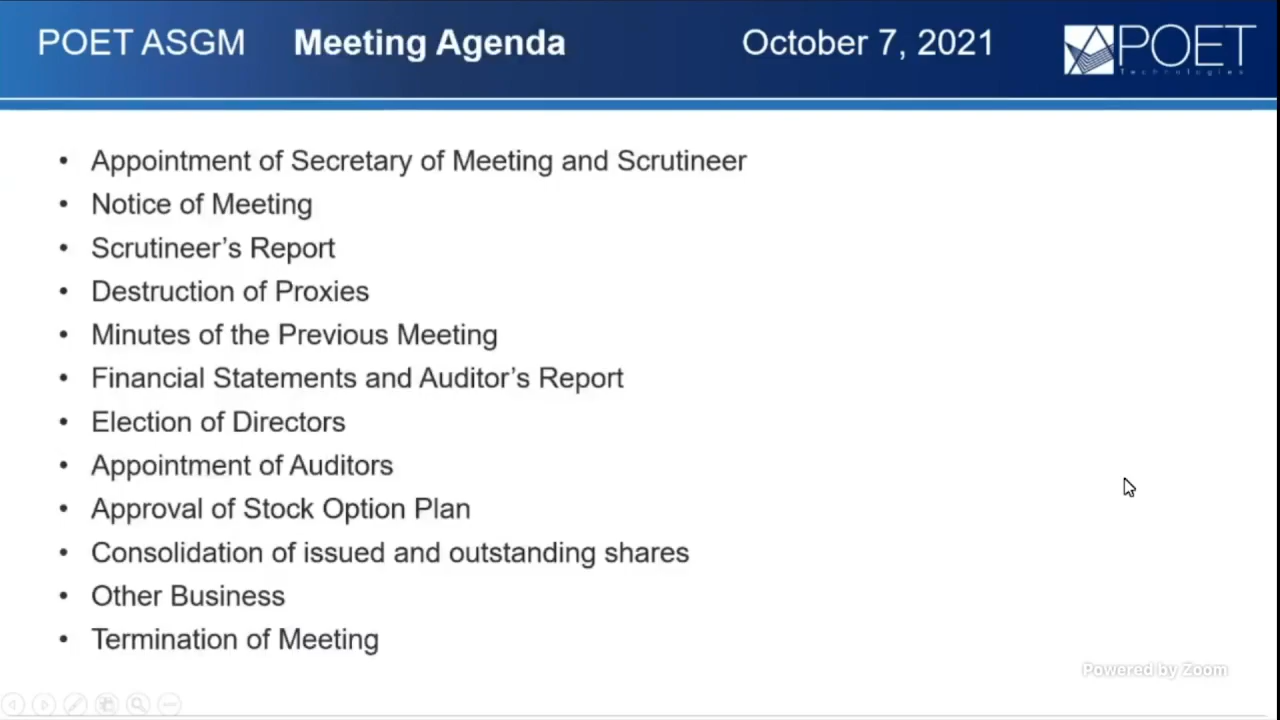 POET ASGM Meeting Agenda October 7, 2021 POET
Technologies
• Appointment of Secretary of Meeting and Scrutineer
• Notice of Meeting
• Scrutineer’s Report
• Destruction of Proxies
• Minutes of the Previous Meeting
• Financial Statements and Auditor’s Report
• Election of Directors
• Appointment of Auditors
• Approval of Stock Option Plan
• Consolidation of issued and outstanding shares
• Other Business
• Termination of Meeting
Powered by Zoom